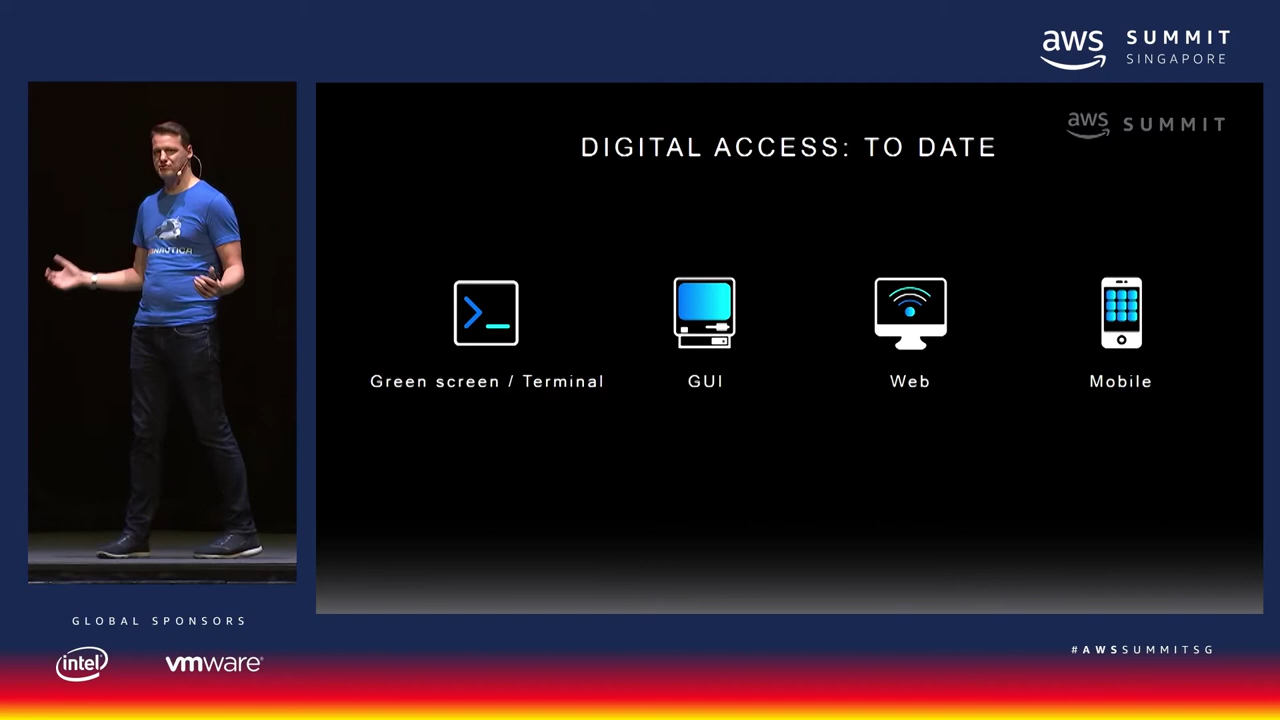 aws SUMMIT
SINGAPORE
aws SUMMIT
DIGITAL ACCESS: TO DATE
Green screen / Terminal
GUI
Web
Mobile
GLOBAL SPONSORS
intel
vmware
#AWSSUMMITSG